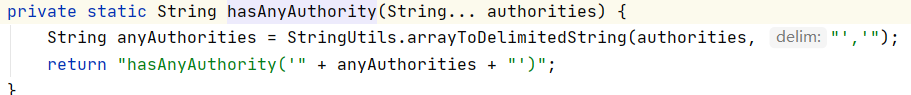 private static String hasAnyAuthority(String... authorities) {
    String anyAuthorities = StringUtils.arrayToDelimitedString(authorities, delim: "','");
    return "hasAnyAuthority('" + anyAuthorities + "')";
}